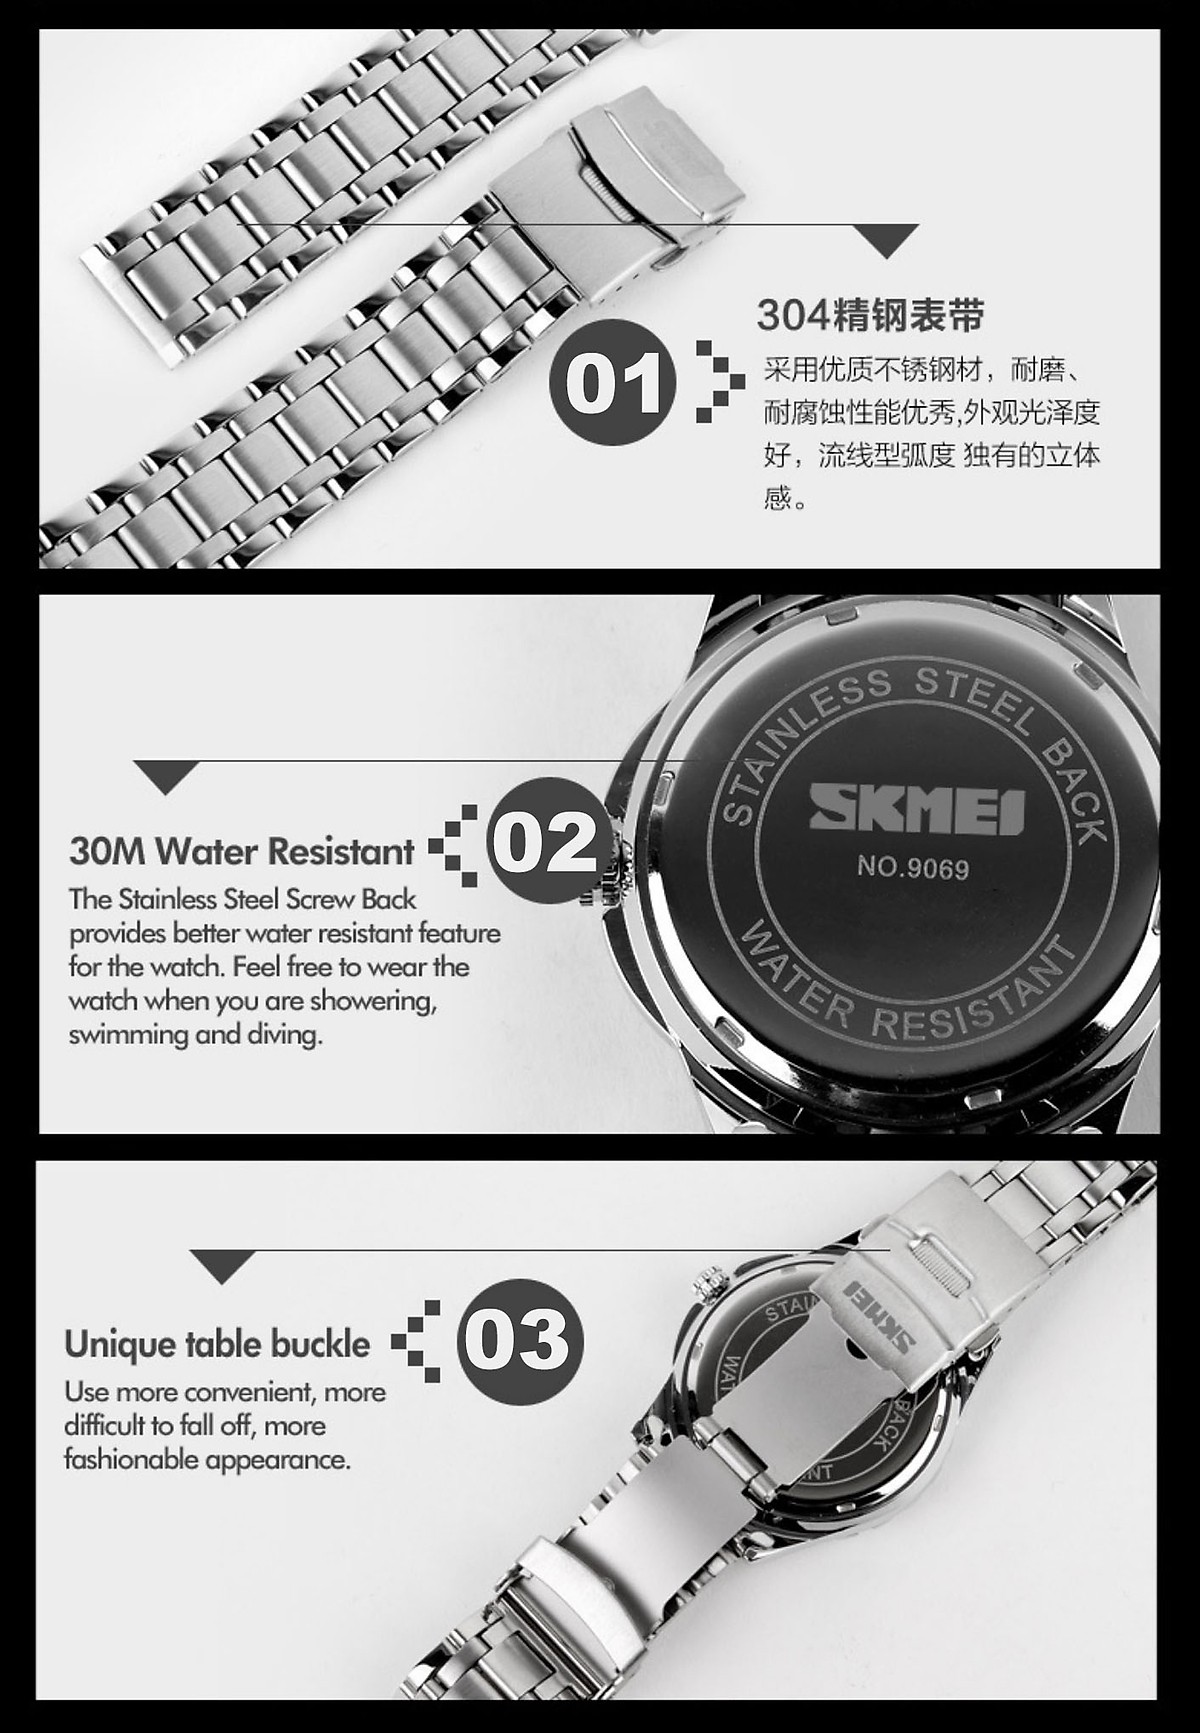 304精钢表带
01
采用优质不锈钢材，耐磨、
耐腐蚀性能优秀,外观光泽度
好，流线型弧度 独有的立体
感。
STAINLESS STEEL BACK
SKMEI
NO.9069
WATER RESISTANT
02
30M Water Resistant
The Stainless Steel Screw Back
provides better water resistant feature
for the watch. Feel free to wear the
watch when you are showering,
swimming and diving.
03
Unique table buckle
Use more convenient, more
difficult to fall off, more
fashionable appearance.
SKMEI
STAIN
WAT
BACK
NT